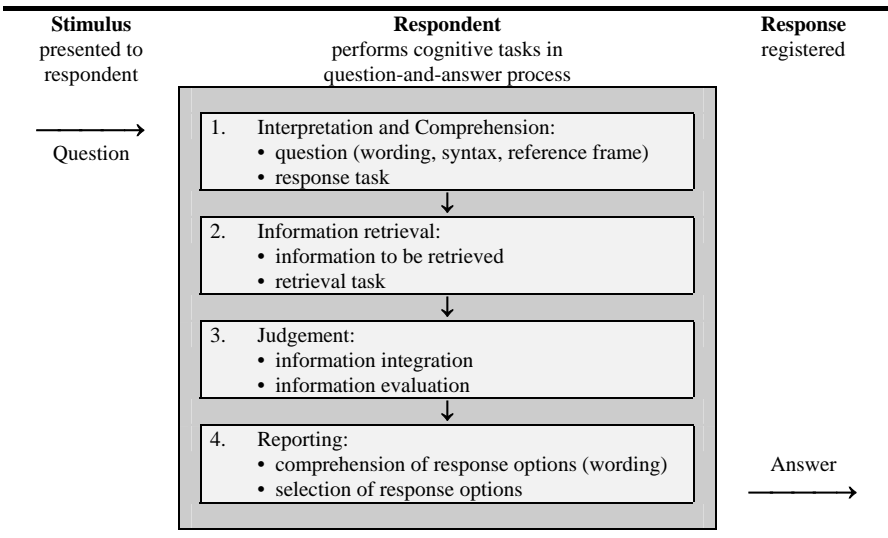 Stimulus
presented to
respondent
Respondent
performs cognitive tasks in
question-and-answer process
Response
registered
Question
1. Interpretation and Comprehension:
• question (wording, syntax, reference frame)
• response task
2. Information retrieval:
• information to be retrieved
• retrieval task
3. Judgement:
• information integration
• information evaluation
4. Reporting:
• comprehension of response options (wording)
• selection of response options
Answer